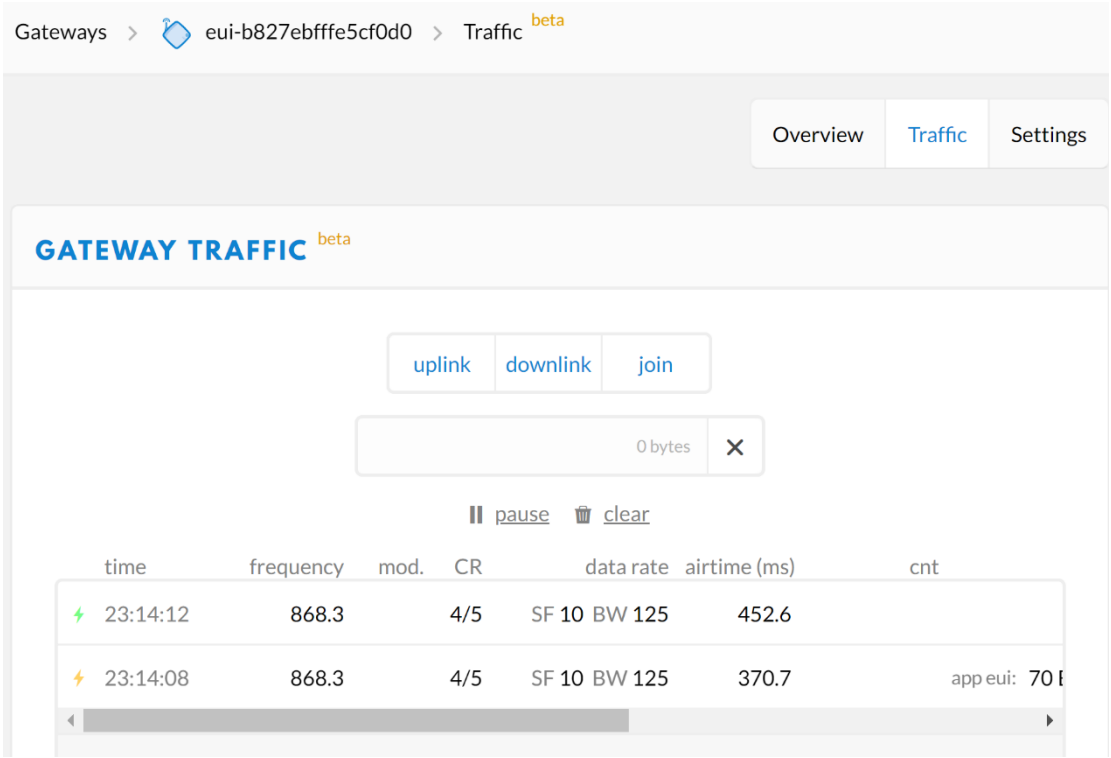 Gateways > eui-b827ebfffe5cf0d0 > Traffic beta
Overview Traffic Settings
GATEWAY TRAFFIC beta
uplink downlink join
0 bytes
pause clear
time frequency mod. CR data rate airtime (ms) cnt
23:14:12 868.3 4/5 SF 10 BW 125 452.6
23:14:08 868.3 4/5 SF 10 BW 125 370.7 app eui: 70